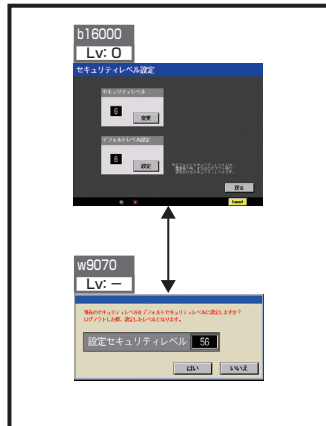 b16000
Lv: 0
セキュリティレベル設定
セキュリティレベル
6
変更
デフォルトレベル設定
6
設定
戻る
Logout
w9070
Lv: −
現在のセキュリティレベルをデフォルトセキュリティレベルに設定しますか？
ログアウトした際、設定したレベルとなります。
設定セキュリティレベル 56
はい いいえ